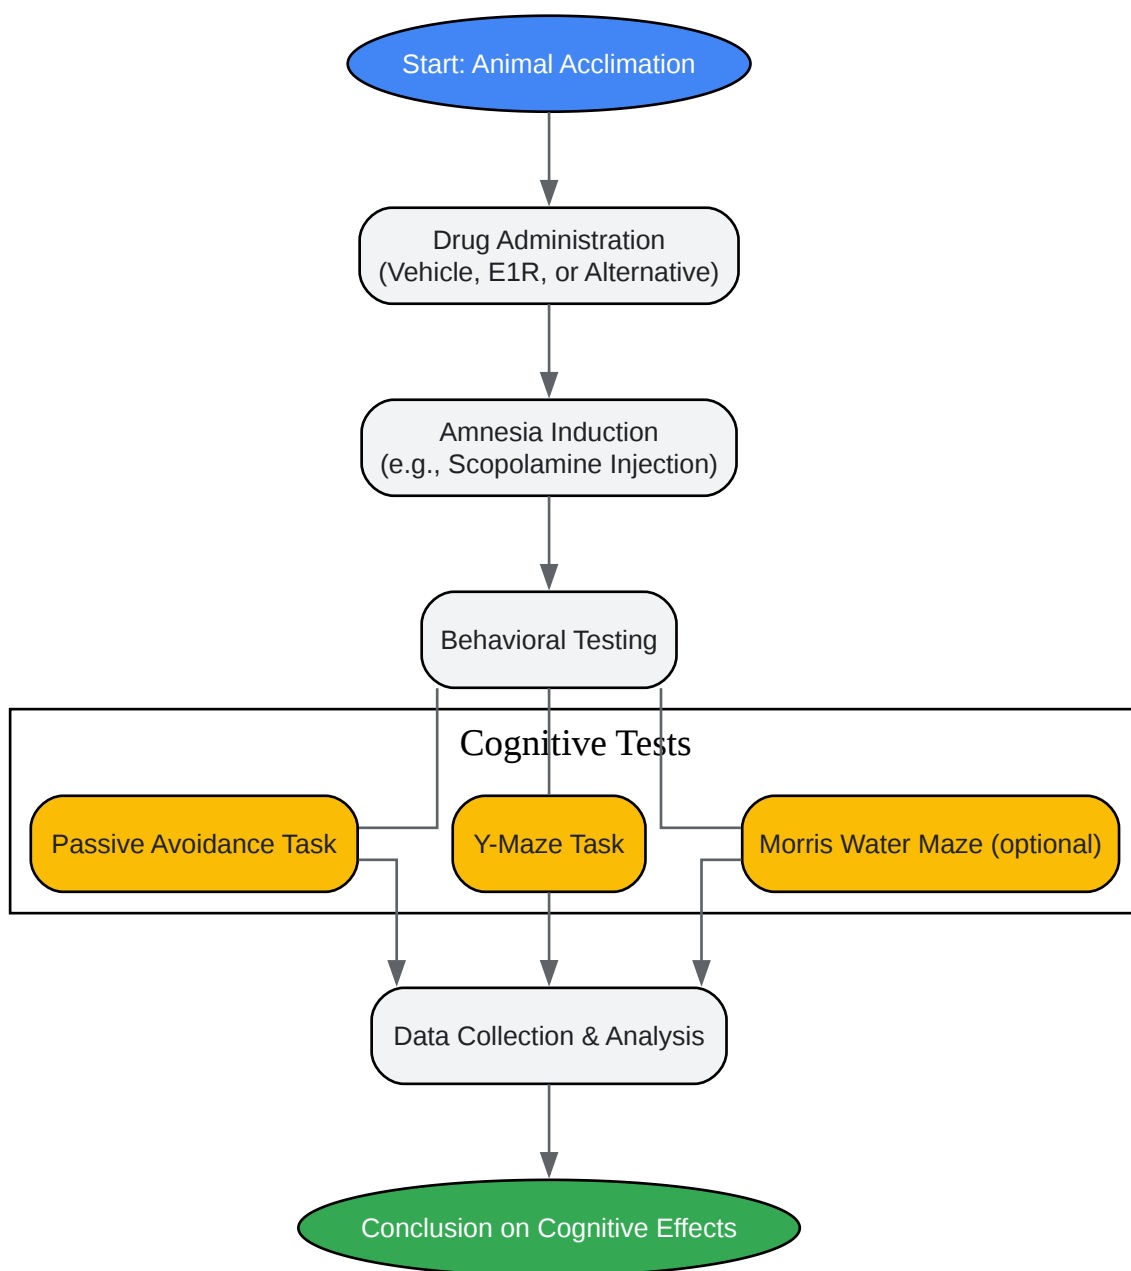 Start: Animal Acclimation
Drug Administration
(Vehicle, E1R, or Alternative)
Amnesia Induction
(e.g., Scopolamine Injection)
Behavioral Testing
Cognitive Tests
Passive Avoidance Task
Y-Maze Task
Morris Water Maze (optional)
Data Collection & Analysis
Conclusion on Cognitive Effects